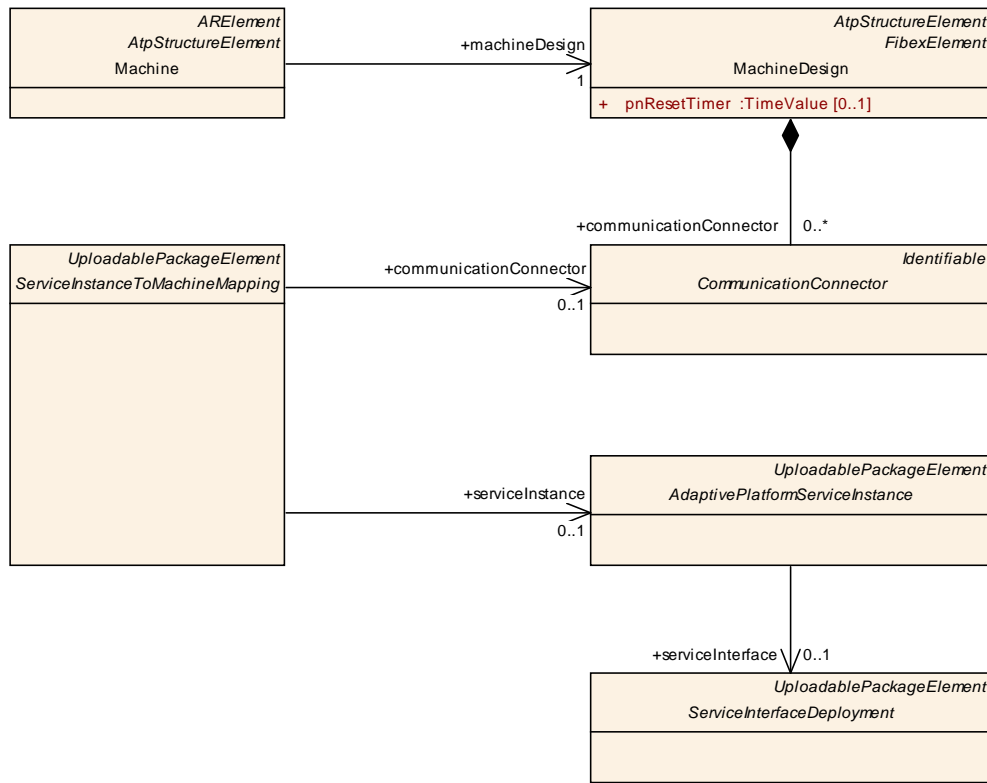 ARElement
AtpStructureElement
Machine
+machineDesign
1
AtpStructureElement
FibexElement
MachineDesign
+ pnResetTimer :TimeValue [0..1]
+communicationConnector
0..*
UploadablePackageElement
ServiceInstanceToMachineMapping
+communicationConnector
0..1
Identifiable
CommunicationConnector
+serviceInstance
0..1
UploadablePackageElement
AdaptivePlatformServiceInstance
+serviceInterface
0..1
UploadablePackageElement
ServiceInterfaceDeployment